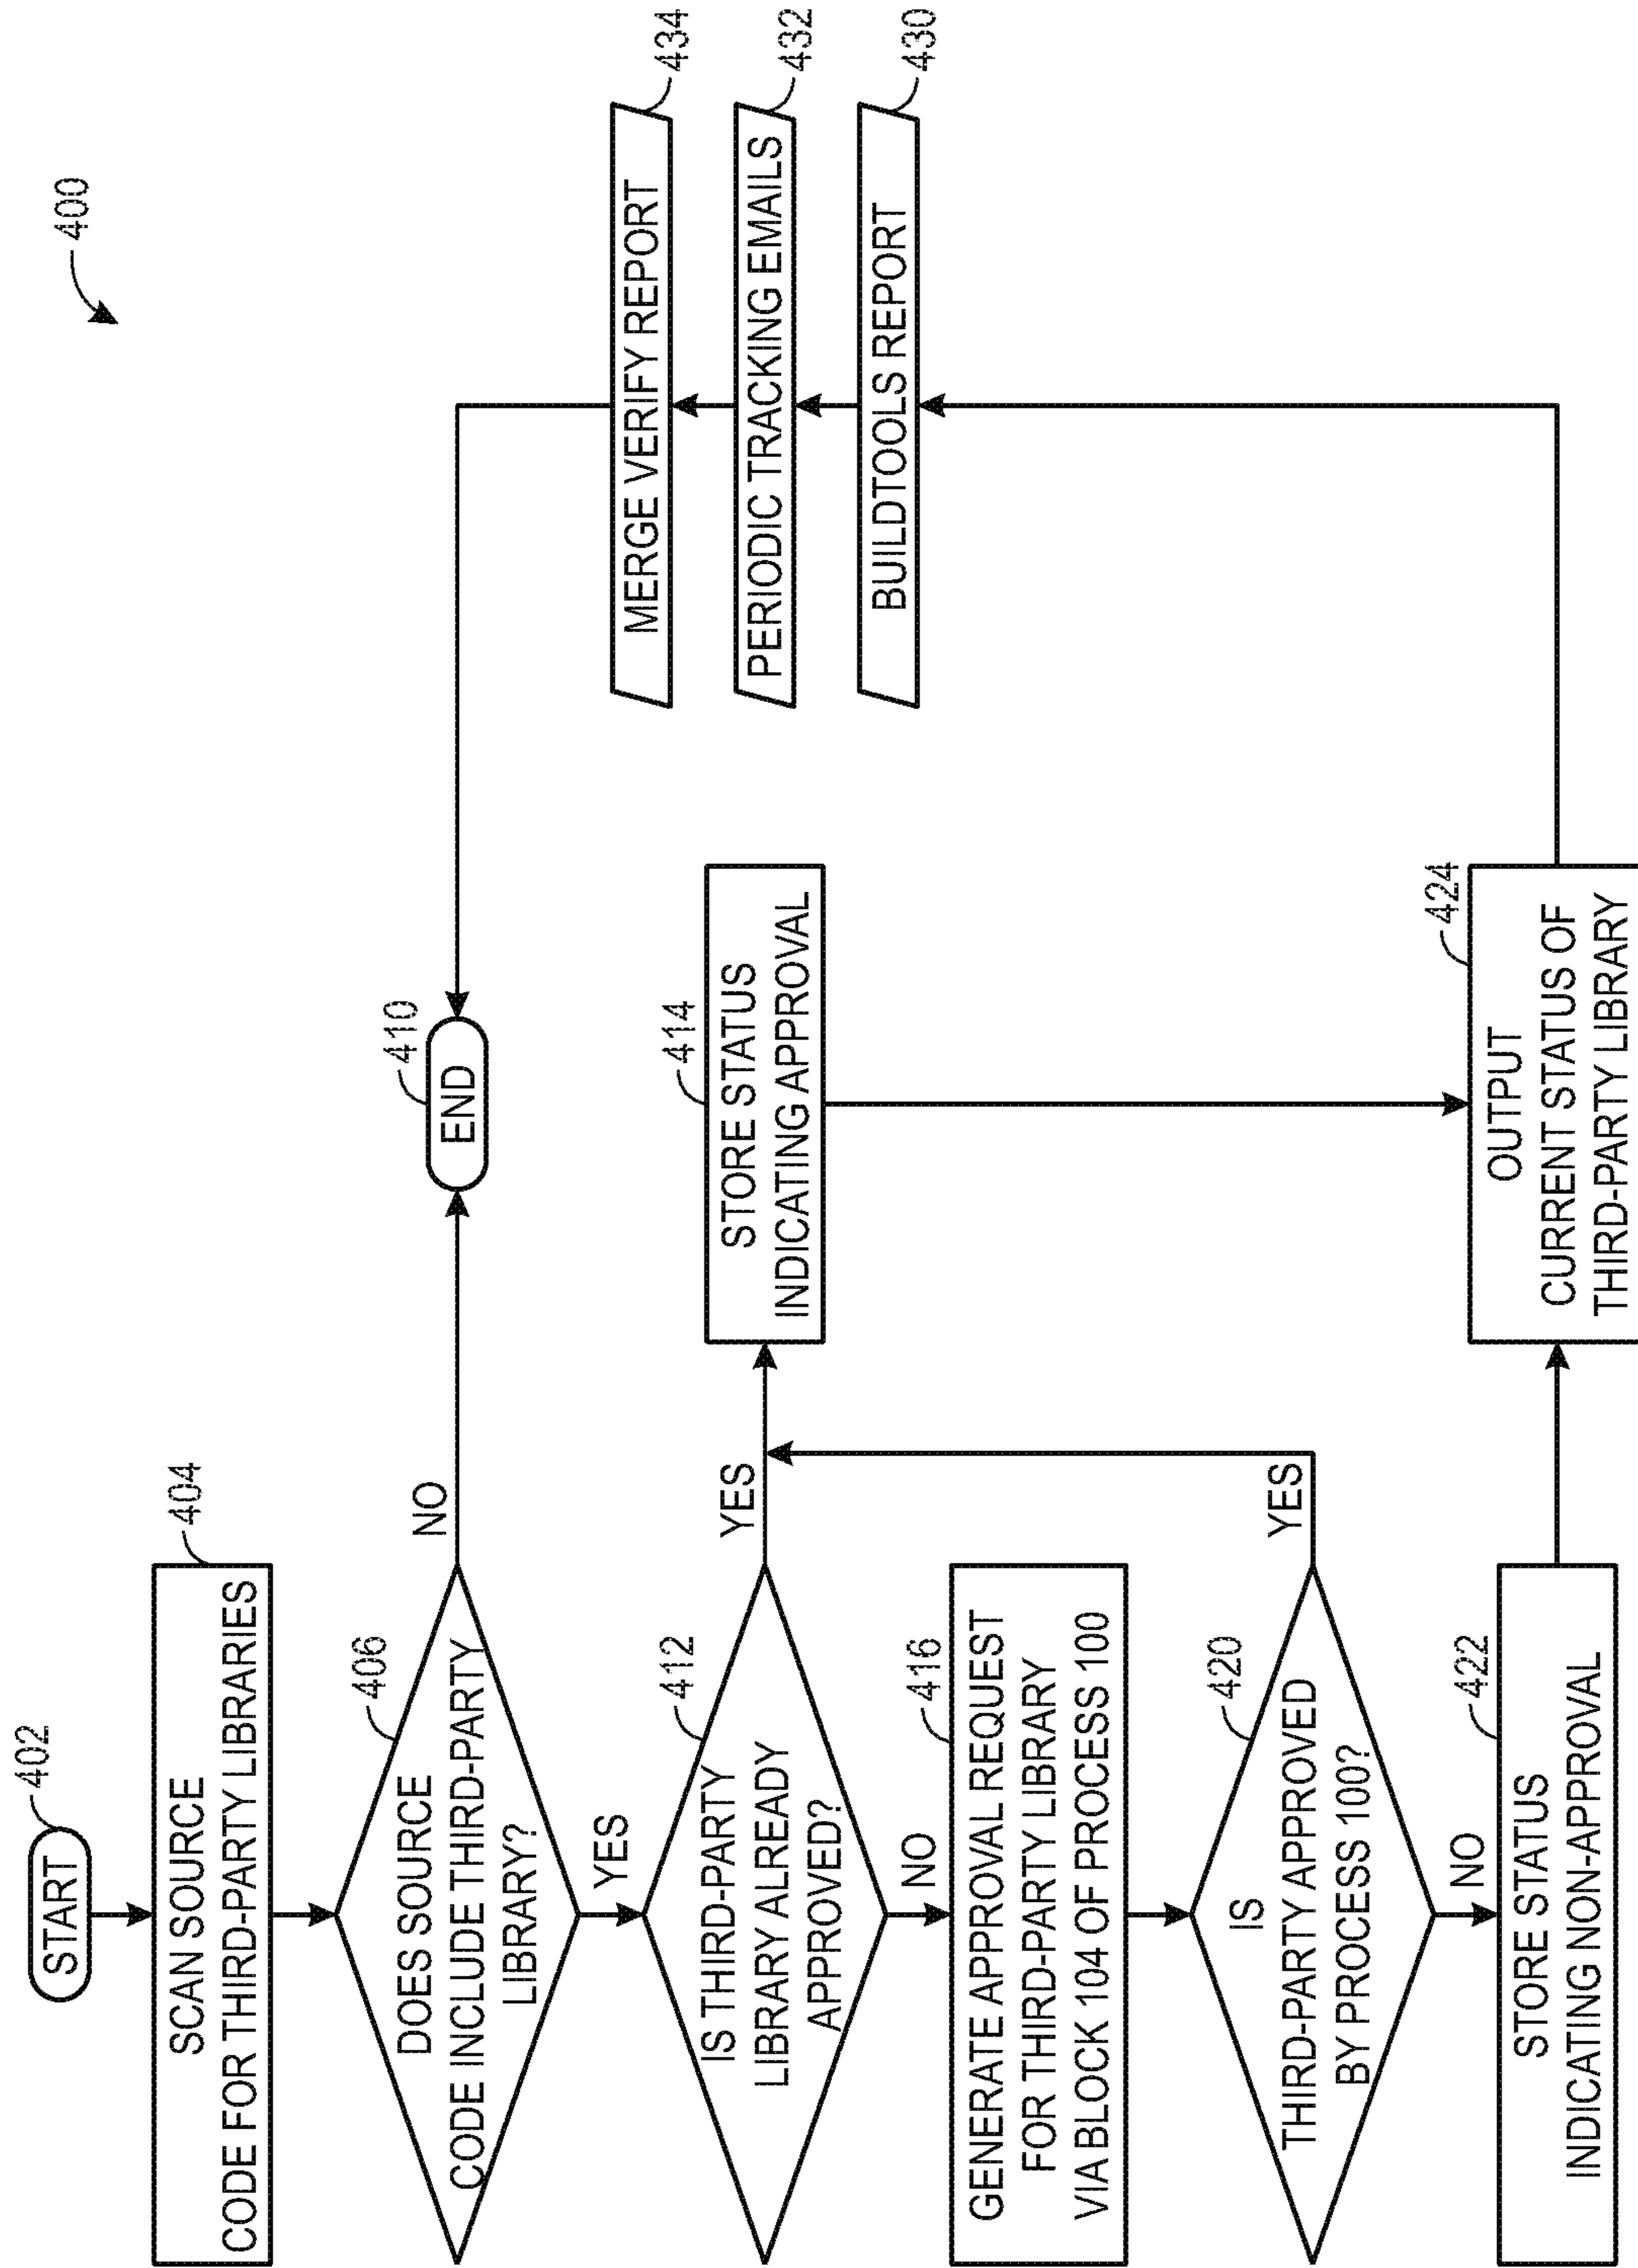 400
START
402
SCAN SOURCE
CODE FOR THIRD-PARTY LIBRARIES
404
DOES SOURCE
CODE INCLUDE THIRD-PARTY
LIBRARY?
406
NO
YES
END
410
IS THIRD-PARTY
LIBRARY ALREADY
APPROVED?
412
YES
NO
STORE STATUS
INDICATING APPROVAL
414
GENERATE APPROVAL REQUEST
FOR THIRD-PARTY LIBRARY
VIA BLOCK 104 OF PROCESS 100
416
IS
THIRD-PARTY APPROVED
BY PROCESS 100?
420
YES
NO
STORE STATUS
INDICATING NON-APPROVAL
422
OUTPUT
CURRENT STATUS OF
THIRD-PARTY LIBRARY
424
MERGE VERIFY REPORT
434
PERIODIC TRACKING EMAILS
432
BUILDTOOLS REPORT
430